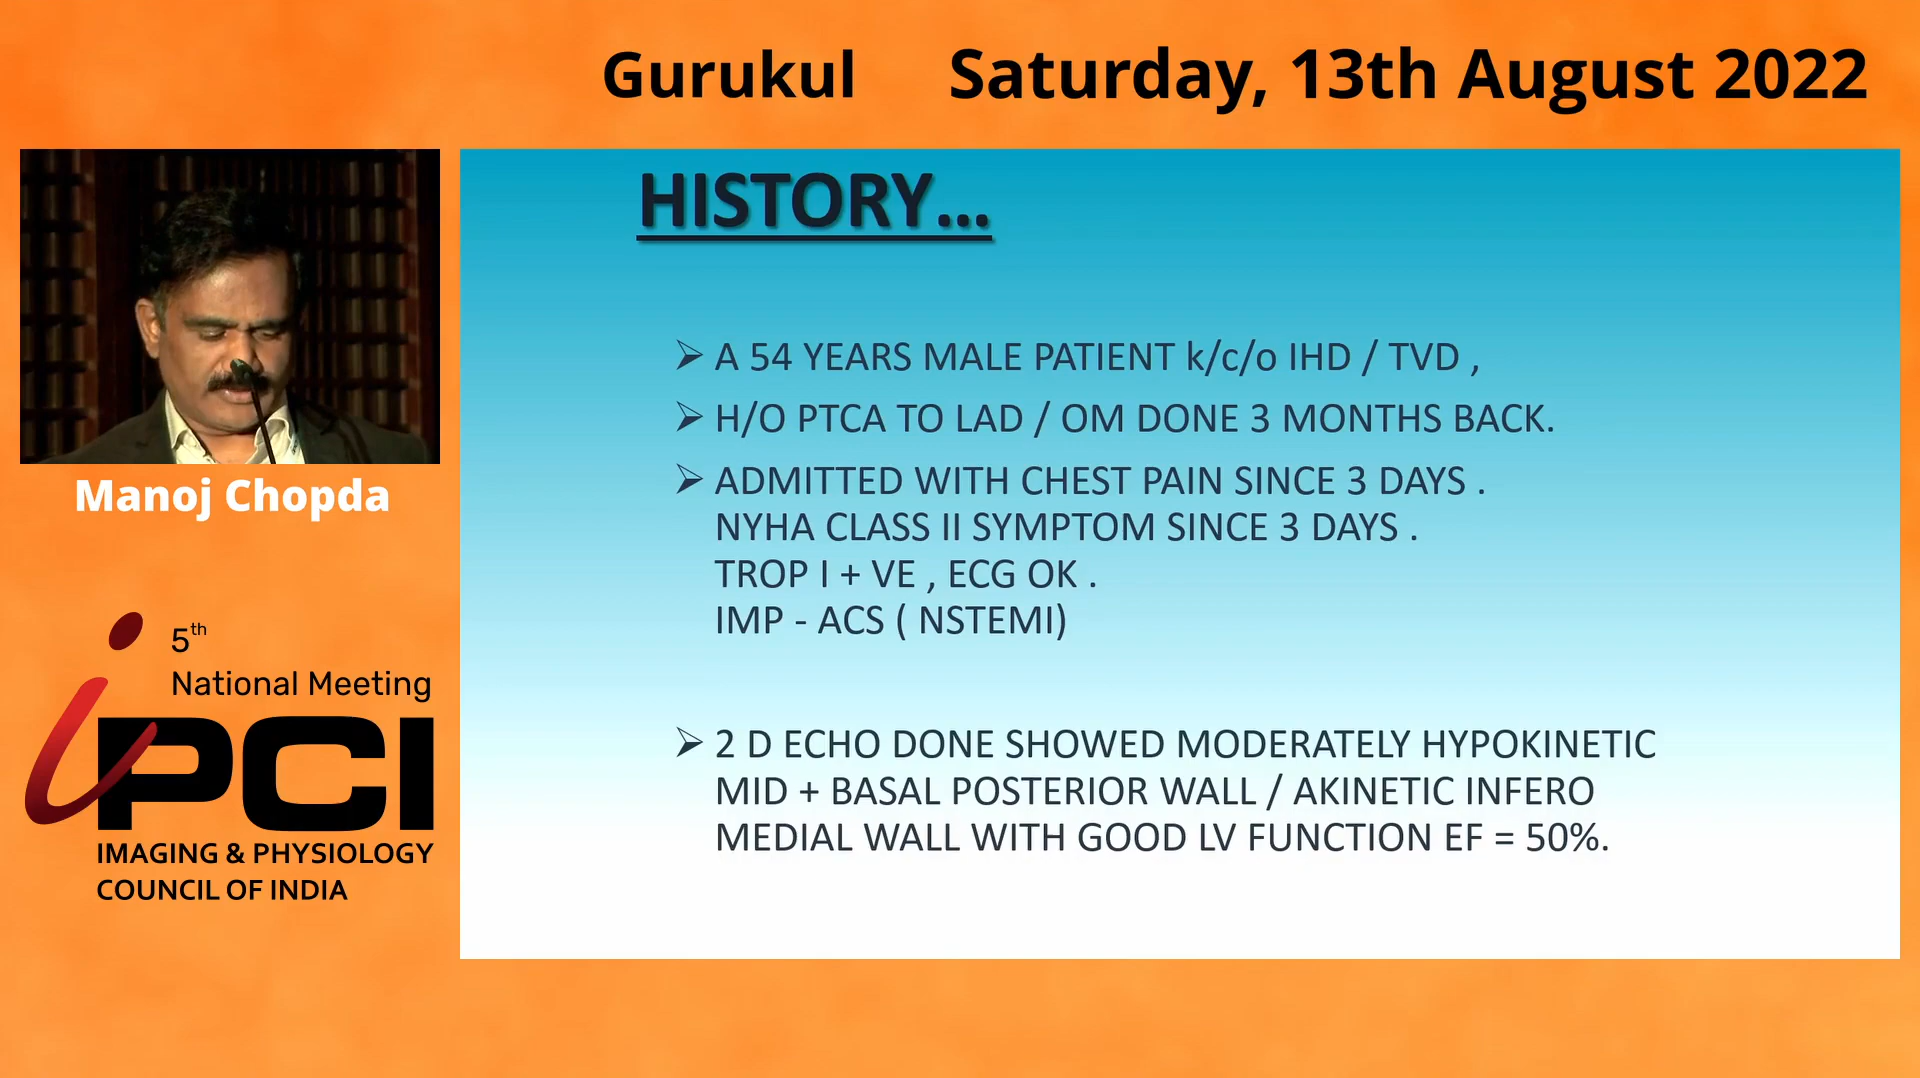 Gurukul Saturday, 13th August 2022
HISTORY...
➢ A 54 YEARS MALE PATIENT k/c/o IHD / TVD ,
➢ H/O PTCA TO LAD / OM DONE 3 MONTHS BACK.
➢ ADMITTED WITH CHEST PAIN SINCE 3 DAYS .
NYHA CLASS II SYMPTOM SINCE 3 DAYS .
TROP I + VE , ECG OK .
IMP - ACS ( NSTEMI)
➢ 2 D ECHO DONE SHOWED MODERATELY HYPOKINETIC
MID + BASAL POSTERIOR WALL / AKINETIC INFERO
MEDIAL WALL WITH GOOD LV FUNCTION EF = 50%.
Manoj Chopda
5th
National Meeting
iPCI
IMAGING & PHYSIOLOGY
COUNCIL OF INDIA